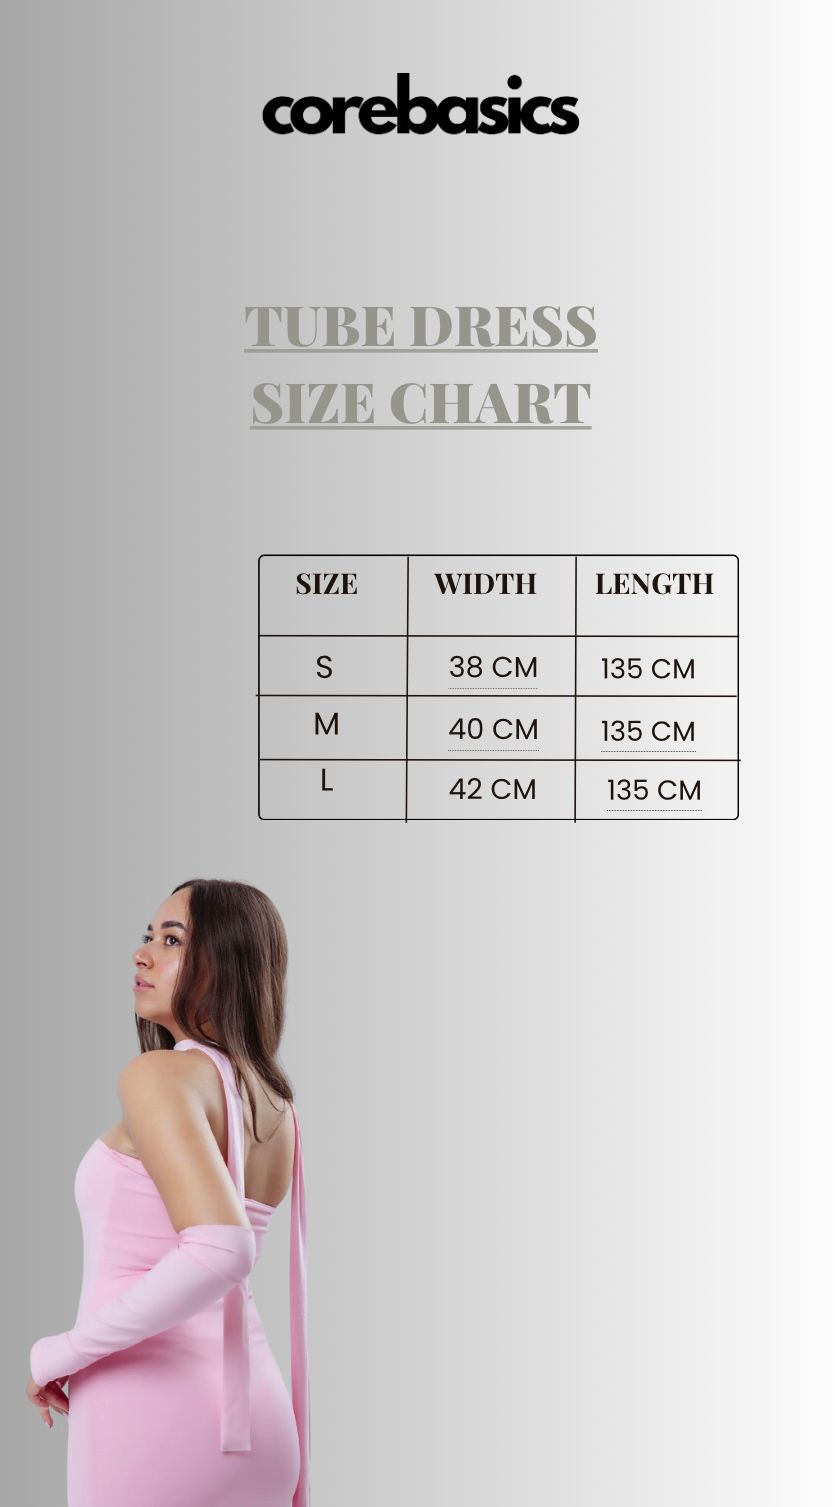 corebasics
TUBE DRESS
SIZE CHART
SIZE WIDTH LENGTH
S 38 CM 135 CM
M 40 CM 135 CM
L 42 CM 135 CM